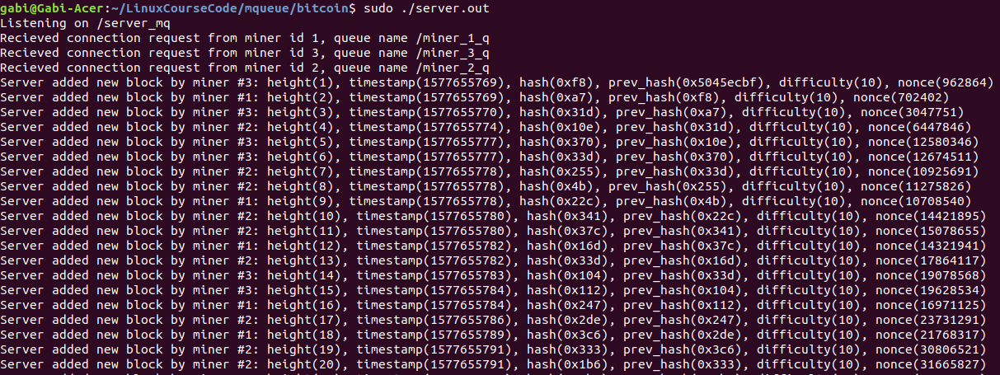 gabi@Gabi-Acer:~/LinuxCourseCode/mqueue/bitcoin$ sudo ./server.out
Listening on /server_mq
Recieved connection request from miner id 1, queue name /miner_1_q
Recieved connection request from miner id 3, queue name /miner_3_q
Recieved connection request from miner id 2, queue name /miner_2_q
Server added new block by miner #3: height(1), timestamp(1577655769), hash(0xf8), prev_hash(0x5045ecbf), difficulty(10), nonce(962864)
Server added new block by miner #1: height(2), timestamp(1577655769), hash(0xa7), prev_hash(0xf8), difficulty(10), nonce(702402)
Server added new block by miner #3: height(3), timestamp(1577655770), hash(0x31d), prev_hash(0xa7), difficulty(10), nonce(3047751)
Server added new block by miner #2: height(4), timestamp(1577655774), hash(0x10e), prev_hash(0x31d), difficulty(10), nonce(6447846)
Server added new block by miner #3: height(5), timestamp(1577655777), hash(0x370), prev_hash(0x10e), difficulty(10), nonce(12580346)
Server added new block by miner #3: height(6), timestamp(1577655777), hash(0x33d), prev_hash(0x370), difficulty(10), nonce(12674511)
Server added new block by miner #2: height(7), timestamp(1577655778), hash(0x255), prev_hash(0x33d), difficulty(10), nonce(10925691)
Server added new block by miner #2: height(8), timestamp(1577655778), hash(0x4b), prev_hash(0x255), difficulty(10), nonce(11275826)
Server added new block by miner #1: height(9), timestamp(1577655778), hash(0x22c), prev_hash(0x4b), difficulty(10), nonce(10708540)
Server added new block by miner #2: height(10), timestamp(1577655780), hash(0x341), prev_hash(0x22c), difficulty(10), nonce(14421895)
Server added new block by miner #2: height(11), timestamp(1577655780), hash(0x37c), prev_hash(0x341), difficulty(10), nonce(15078655)
Server added new block by miner #1: height(12), timestamp(1577655782), hash(0x16d), prev_hash(0x37c), difficulty(10), nonce(14321941)
Server added new block by miner #2: height(13), timestamp(1577655782), hash(0x33d), prev_hash(0x16d), difficulty(10), nonce(17864117)
Server added new block by miner #3: height(14), timestamp(1577655783), hash(0x104), prev_hash(0x33d), difficulty(10), nonce(19078568)
Server added new block by miner #3: height(15), timestamp(1577655784), hash(0x112), prev_hash(0x104), difficulty(10), nonce(19628534)
Server added new block by miner #1: height(16), timestamp(1577655784), hash(0x247), prev_hash(0x112), difficulty(10), nonce(16971125)
Server added new block by miner #2: height(17), timestamp(1577655786), hash(0x2de), prev_hash(0x247), difficulty(10), nonce(23731291)
Server added new block by miner #1: height(18), timestamp(1577655789), hash(0x3c6), prev_hash(0x2de), difficulty(10), nonce(21768317)
Server added new block by miner #2: height(19), timestamp(1577655791), hash(0x333), prev_hash(0x3c6), difficulty(10), nonce(30806521)
Server added new block by miner #2: height(20), timestamp(1577655791), hash(0x1b6), prev_hash(0x333), difficulty(10), nonce(31665827)